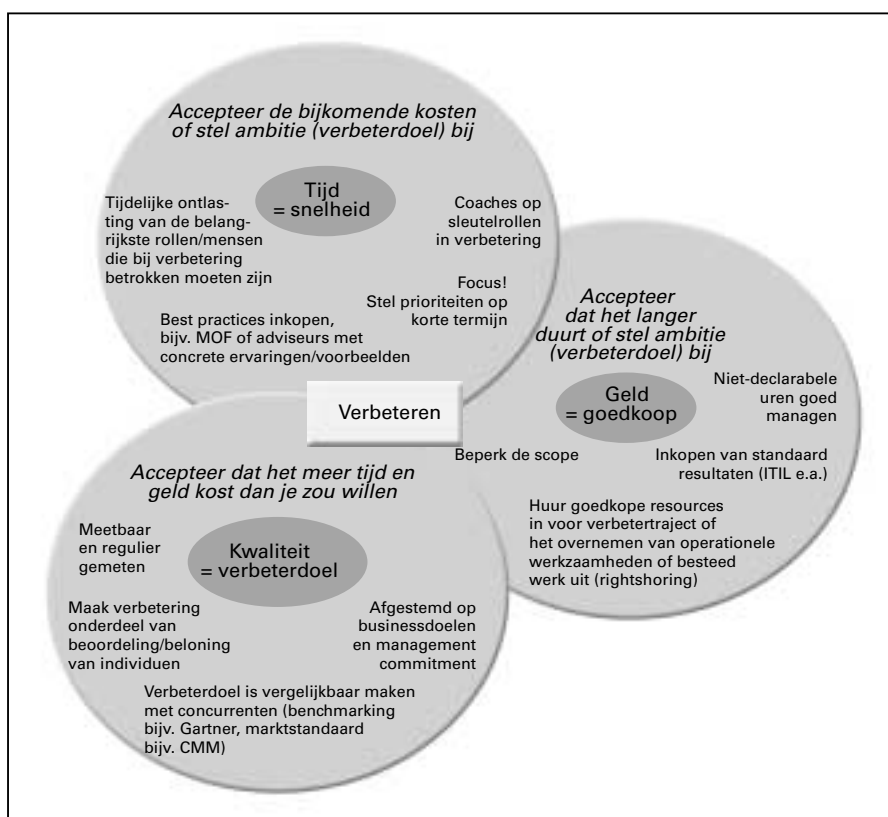 Accepteer de bijkomende kosten
of stel ambitie (verbeterdoel) bij
Tijd
= snelheid
Tijdelijke ontlas-
ting van de belang-
rijkste rollen/mensen
die bij verbetering
betrokken moeten zijn
Coaches op
sleutelrollen
in verbetering
Focus!
Stel prioriteiten op
korte termijn
Best practices inkopen,
bijv. MOF of adviseurs met
concrete ervaringen/voorbeelden
Accepteer
dat het langer
duurt of stel ambitie
(verbeterdoel) bij
Geld
= goedkoop
Niet-declarabele
uren goed
managen
Beperk de scope
Inkopen van standaard
resultaten (ITIL e.a.)
Huur goedkope resources
in voor verbetertraject of
het overnemen van operationele
werkzaamheden of besteed
werk uit (rightshoring)
Verbeteren
Accepteer dat het meer tijd en
geld kost dan je zou willen
Meetbaar
en regulier
gemeten
Kwaliteit
= verbeterdoel
Maak verbetering
onderdeel van
beoordeling/beloning
van individuen
Afgestemd op
businessdoelen
en management
commitment
Verbeterdoel is vergelijkbaar maken
met concurrenten (benchmarking
bijv. Gartner, marktstandaard
bijv. CMM)